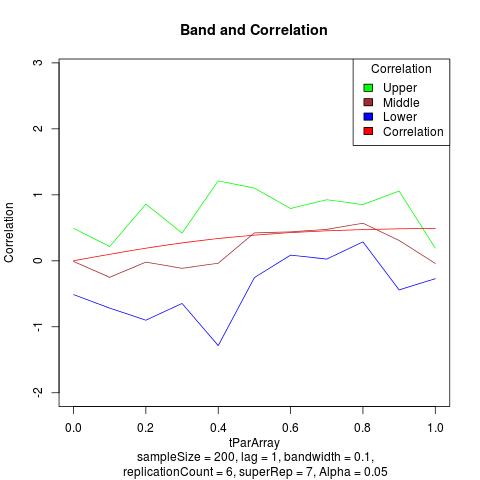 Band and Correlation
Correlation
Upper
Middle
Lower
Correlation
Correlation
3
2
1
0
-1
-2
0.0 0.2 0.4 0.6 0.8 1.0
tParArray
sampleSize = 200, lag = 1, bandwidth = 0.1,
replicationCount = 6, superRep = 7, Alpha = 0.05